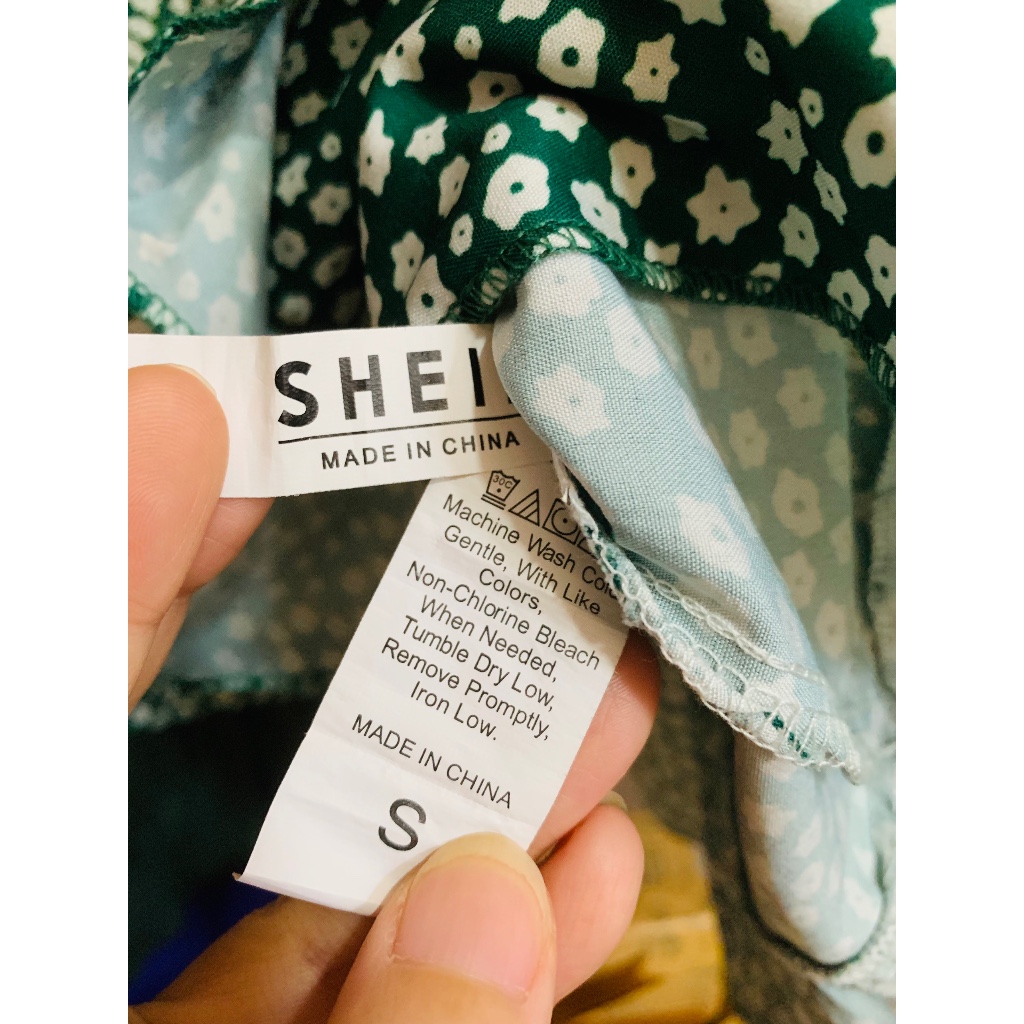 SHEI
MADE IN CHINA
30C
Machine Wash
Gentle, With Like
Colors,
Non-Chlorine Bleach
When Needed,
Tumble Dry Low,
Remove Promptly,
Iron Low.
MADE IN CHINA
S